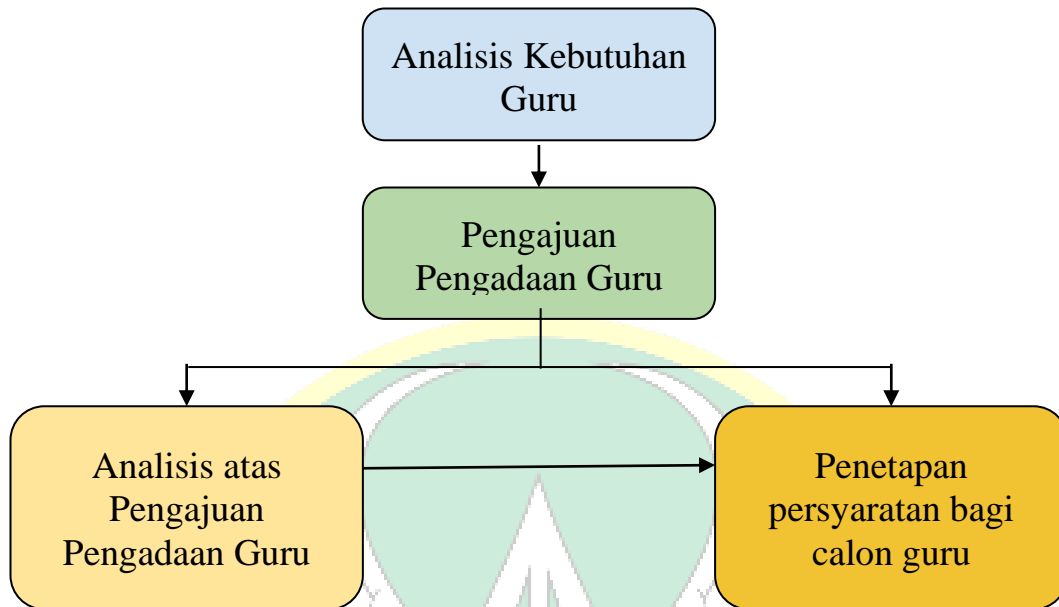 Analisis Kebutuhan
Guru
Pengajuan
Pengadaan Guru
Analisis atas
Pengajuan
Pengadaan Guru
Penetapan
persyaratan bagi
calon guru